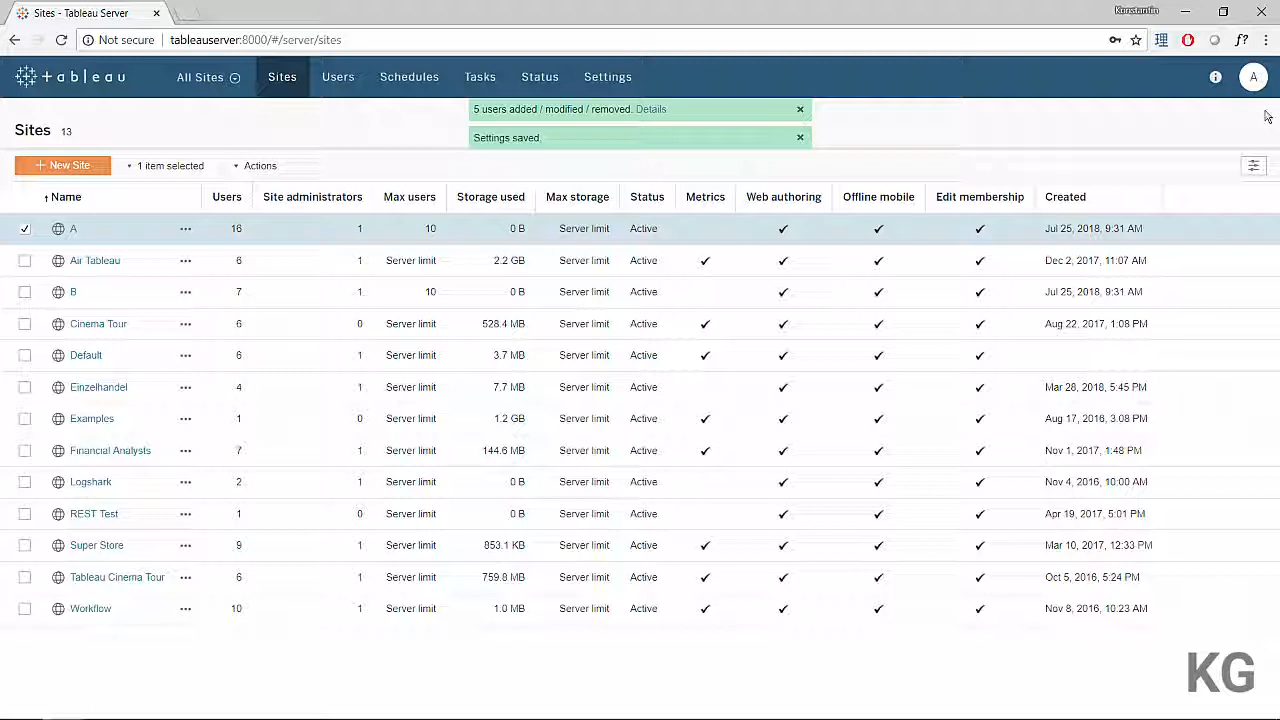 Sites - Tableau Server ×
Konstantin
Not secure tableauserver:8000/#/server/sites
f?
+ableau All Sites Sites Users Schedules Tasks Status Settings A
5 users added / modified / removed. Details ×
Sites 13
Settings saved. ×
+ New Site 1 item selected Actions
↑ Name Users Site administrators Max users Storage used Max storage Status Metrics Web authoring Offline mobile Edit membership Created
✓ A ••• 16 1 10 0 B Server limit Active ✓ ✓ ✓ Jul 25, 2018, 9:31 AM
Air Tableau ••• 6 1 Server limit 2.2 GB Server limit Active ✓ ✓ ✓ ✓ Dec 2, 2017, 11:07 AM
B ••• 7 1 10 0 B Server limit Active ✓ ✓ ✓ Jul 25, 2018, 9:31 AM
Cinema Tour ••• 6 0 Server limit 528.4 MB Server limit Active ✓ ✓ ✓ ✓ Aug 22, 2017, 1:08 PM
Default ••• 6 1 Server limit 3.7 MB Server limit Active ✓ ✓ ✓ ✓
Einzelhandel ••• 4 1 Server limit 7.7 MB Server limit Active ✓ ✓ ✓ Mar 28, 2018, 5:45 PM
Examples ••• 1 0 Server limit 1.2 GB Server limit Active ✓ ✓ ✓ ✓ Aug 17, 2016, 3:08 PM
Financial Analysts ••• 7 1 Server limit 144.6 MB Server limit Active ✓ ✓ ✓ ✓ Nov 1, 2017, 1:48 PM
Logshark ••• 2 1 Server limit 0 B Server limit Active ✓ ✓ ✓ Nov 4, 2016, 10:00 AM
REST Test ••• 1 0 Server limit 0 B Server limit Active ✓ ✓ ✓ Apr 19, 2017, 5:01 PM
Super Store ••• 9 1 Server limit 853.1 KB Server limit Active ✓ ✓ ✓ ✓ Mar 10, 2017, 12:33 PM
Tableau Cinema Tour ••• 6 1 Server limit 759.8 MB Server limit Active ✓ ✓ ✓ ✓ Oct 5, 2016, 5:24 PM
Workflow ••• 10 1 Server limit 1.0 MB Server limit Active ✓ ✓ ✓ ✓ Nov 8, 2016, 10:23 AM
KG